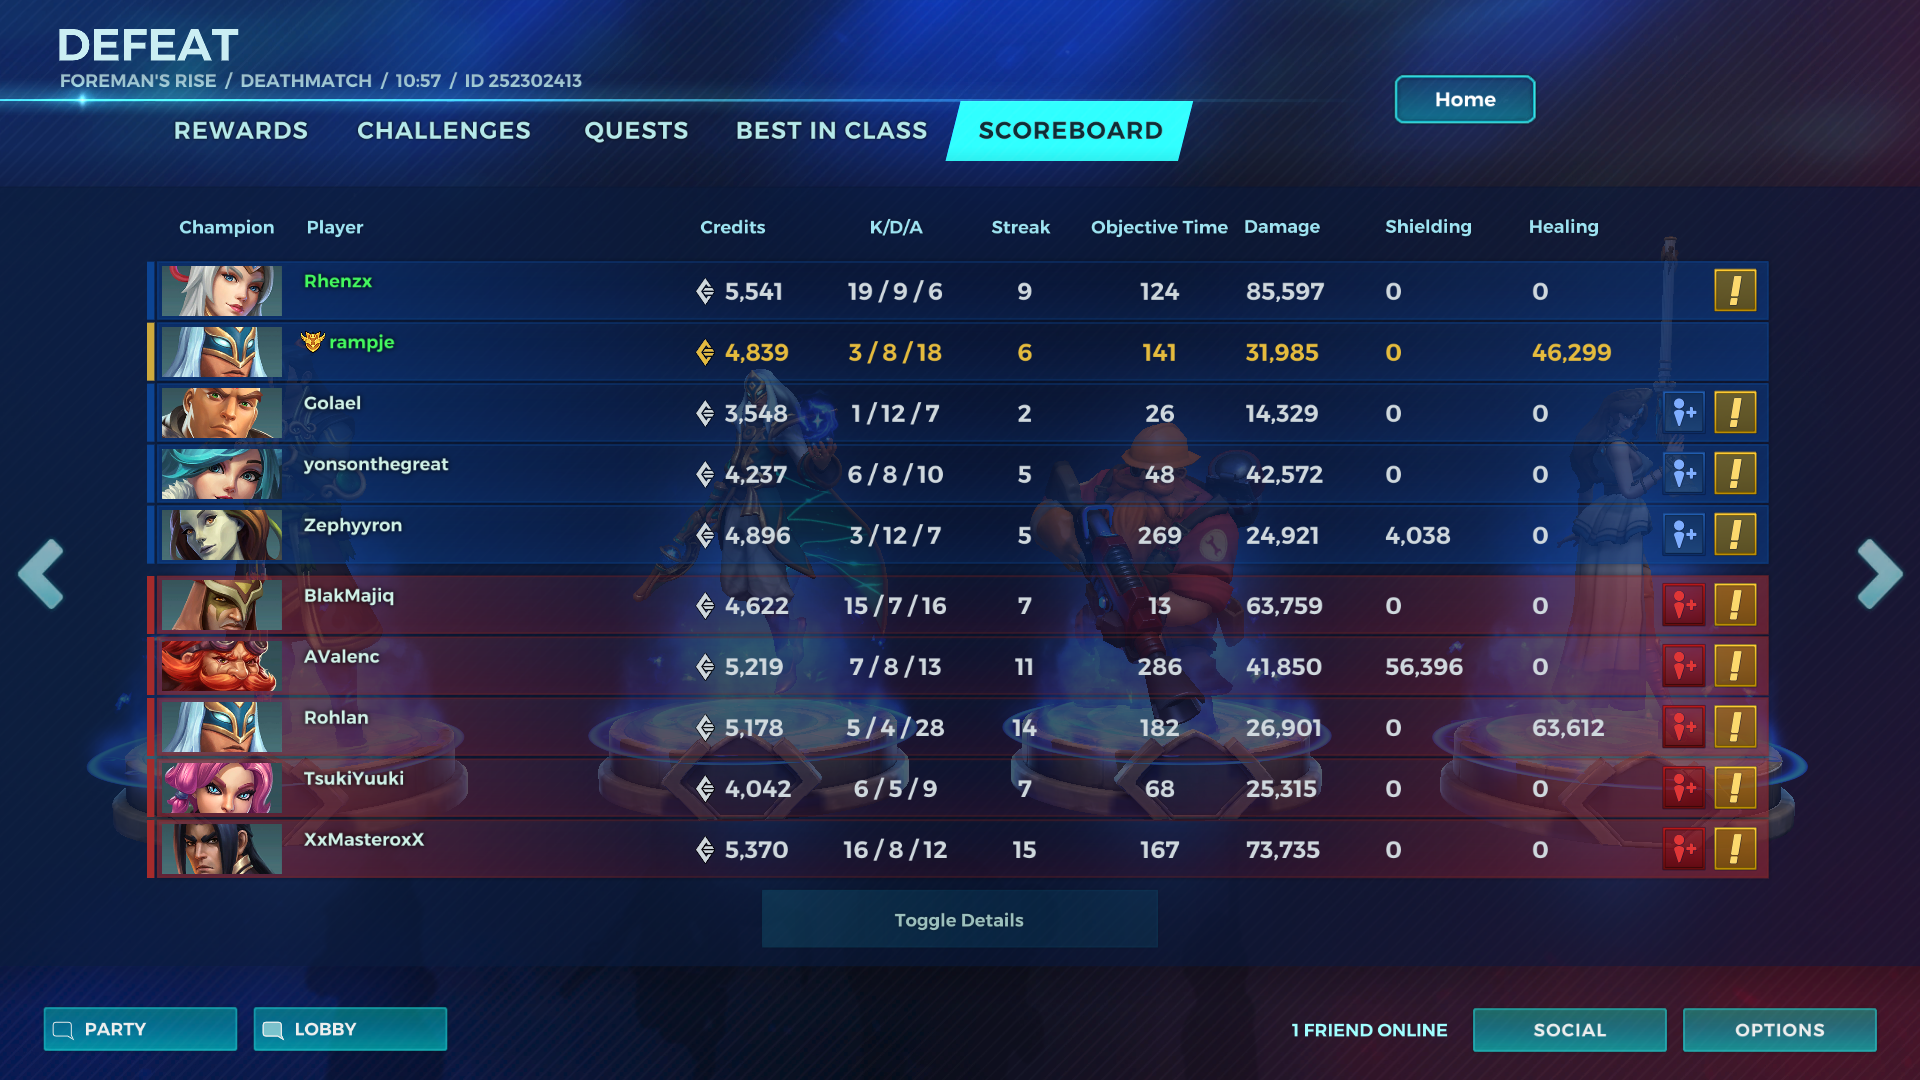 DEFEAT
FOREMAN'S RISE / DEATHMATCH / 10:57 / ID 252302413
Home
REWARDS CHALLENGES QUESTS BEST IN CLASS SCOREBOARD
Champion Player Credits K/D/A Streak Objective Time Damage Shielding Healing
Rhenzx 5,541 19 / 9 / 6 9 124 85,597 0 0
rampje 4,839 3 / 8 / 18 6 141 31,985 0 46,299
Golael 3,548 1 / 12 / 7 2 26 14,329 0 0
yonsonthegreat 4,237 6 / 8 / 10 5 48 42,572 0 0
Zephyyron 4,896 3 / 12 / 7 5 269 24,921 4,038 0
BlakMajiq 4,622 15 / 7 / 16 7 13 63,759 0 0
AValenc 5,219 7 / 8 / 13 11 286 41,850 56,396 0
Rohlan 5,178 5 / 4 / 28 14 182 26,901 0 63,612
TsukiYuuki 4,042 6 / 5 / 9 7 68 25,315 0 0
XxMasteroxX 5,370 16 / 8 / 12 15 167 73,735 0 0
Toggle Details
PARTY LOBBY 1 FRIEND ONLINE SOCIAL OPTIONS